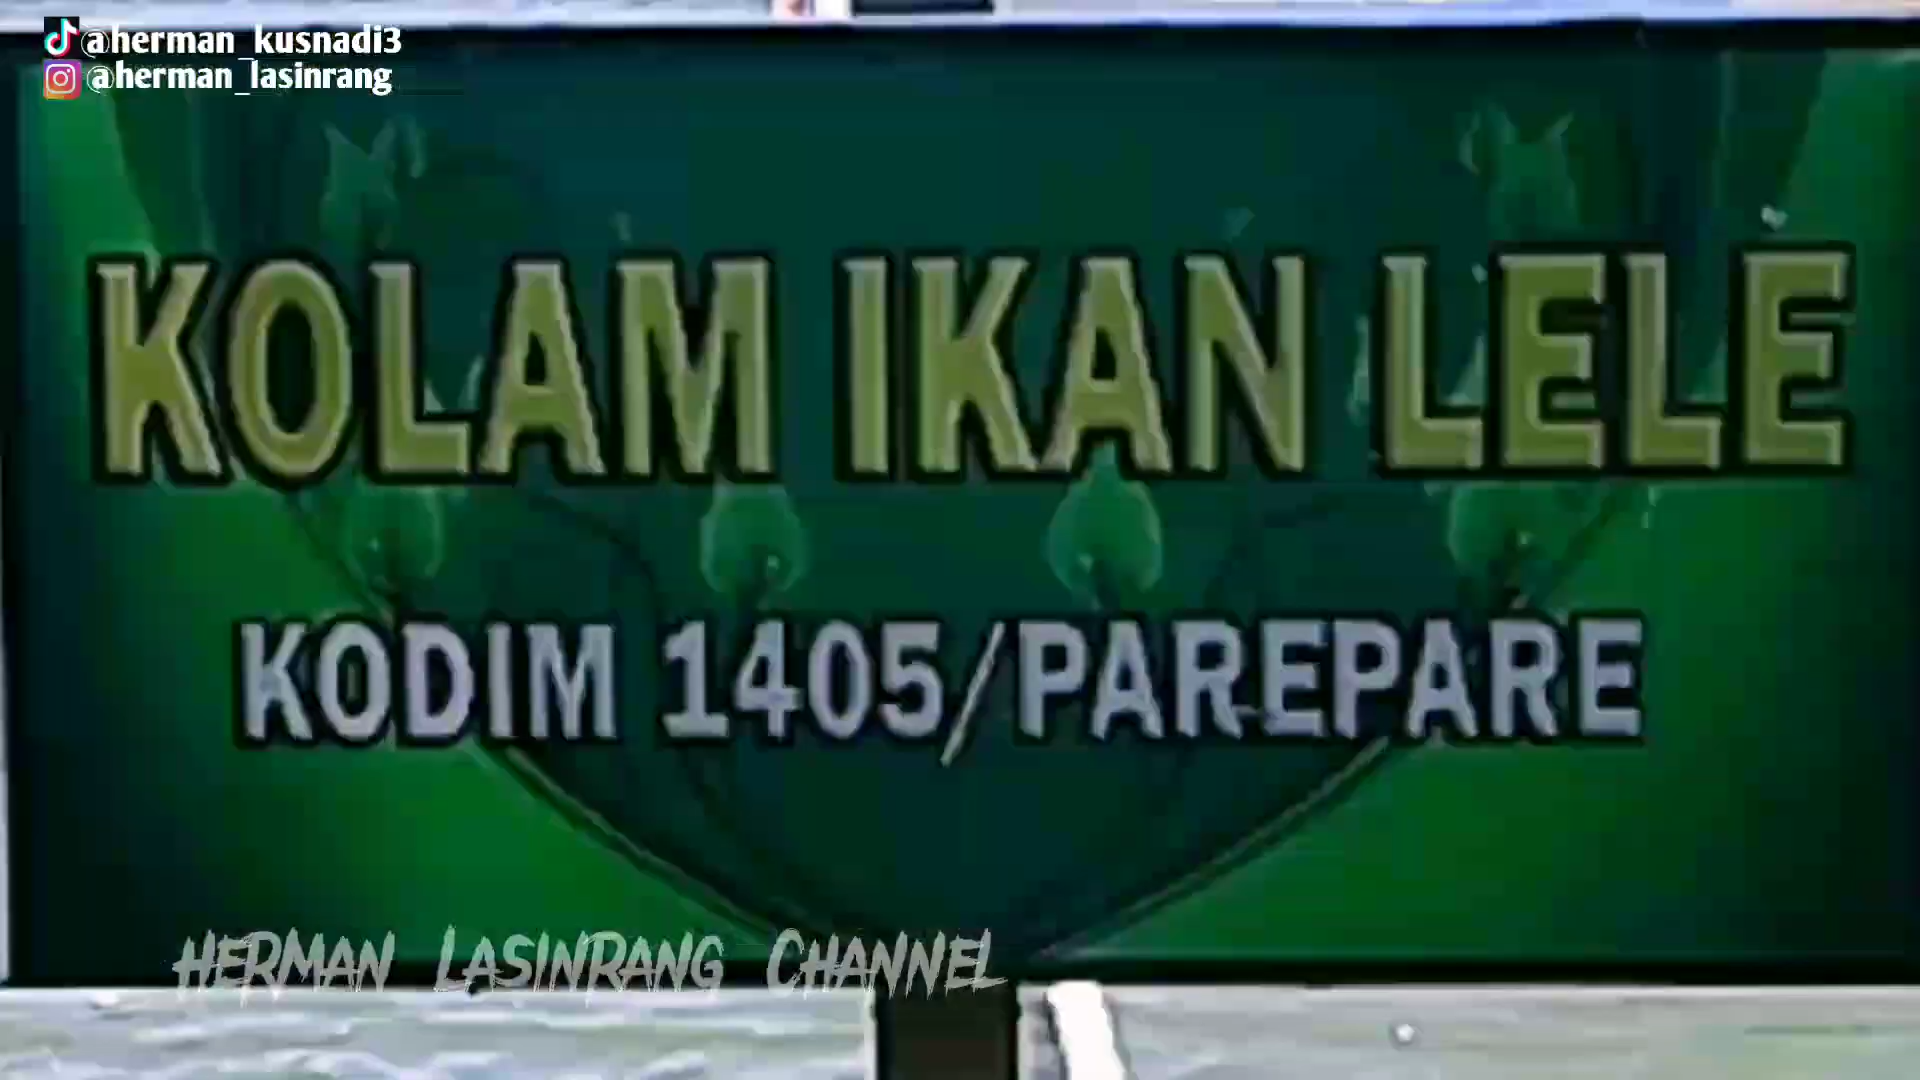 @herman_kusnadi3
@herman_lasinrang
KOLAM IKAN LELE
KODIM 1405/PAREPARE
HERMAN LASINRANG CHANNEL